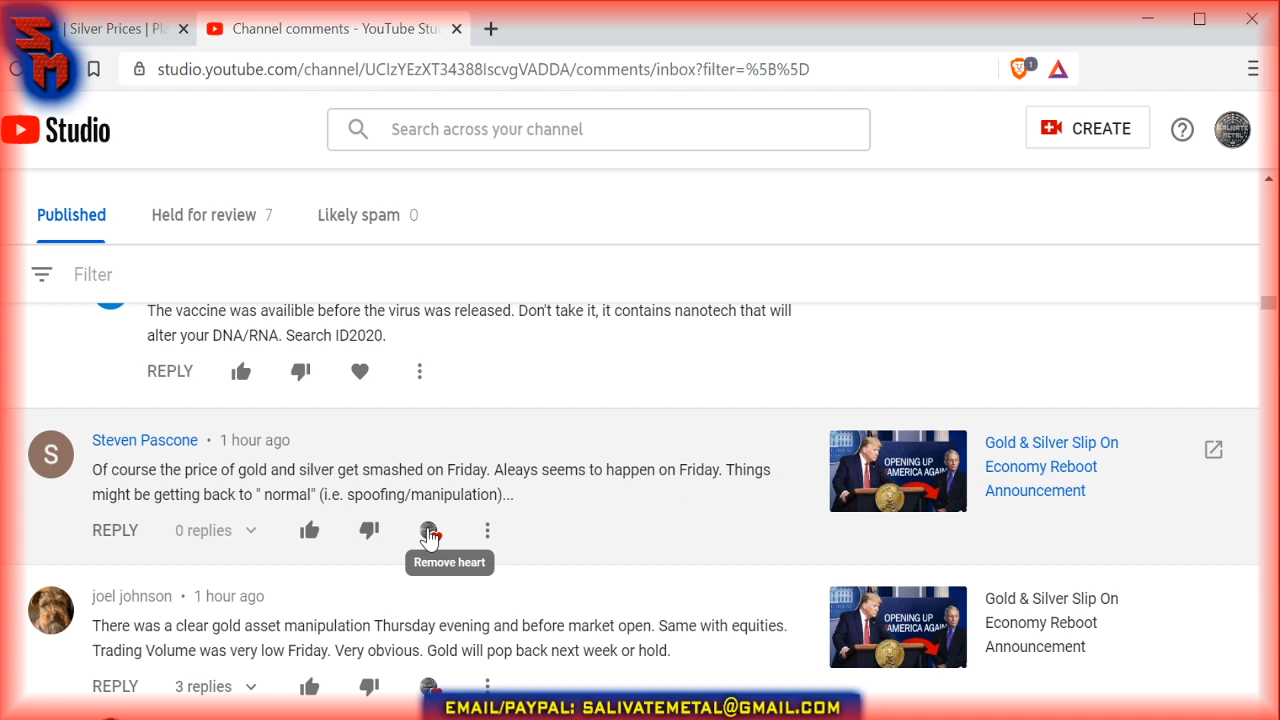 SM
| Silver Prices | Pla
Channel comments - YouTube Stu
studio.youtube.com/channel/UCIzYEzXT34388IscvgVADDA/comments/inbox?filter=%5B%5D
1
Studio
Search across your channel
CREATE
SALIVATE METAL
Published
Held for review 7
Likely spam 0
Filter
The vaccine was availible before the virus was released. Don't take it, it contains nanotech that will
alter your DNA/RNA. Search ID2020.
REPLY
S
Steven Pascone • 1 hour ago
Of course the price of gold and silver get smashed on Friday. Aleays seems to happen on Friday. Things
might be getting back to " normal" (i.e. spoofing/manipulation)...
REPLY 0 replies
Remove heart
OPENING UP
AMERICA AGAIN
Gold & Silver Slip On
Economy Reboot
Announcement
joel johnson • 1 hour ago
There was a clear gold asset manipulation Thursday evening and before market open. Same with equities.
Trading Volume was very low Friday. Very obvious. Gold will pop back next week or hold.
REPLY 3 replies
OPENING UP
AMERICA AGAIN
Gold & Silver Slip On
Economy Reboot
Announcement
EMAIL/PAYPAL: SALIVATEMETAL@GMAIL.COM